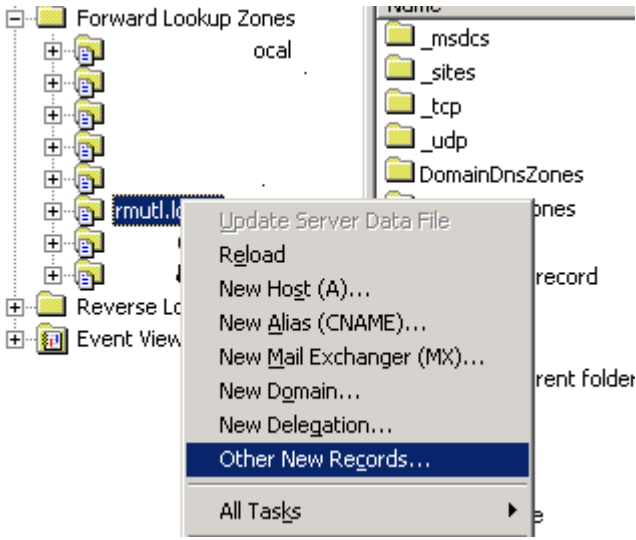 Forward Lookup Zones
ocal
rmutl.lo
Reverse Lo
Event View
Name
_msdcs
_sites
_tcp
_udp
DomainDnsZones
ones
record
rent folder
Update Server Data File
Reload
New Host (A)...
New Alias (CNAME)...
New Mail Exchanger (MX)...
New Domain...
New Delegation...
Other New Records...
All Tasks